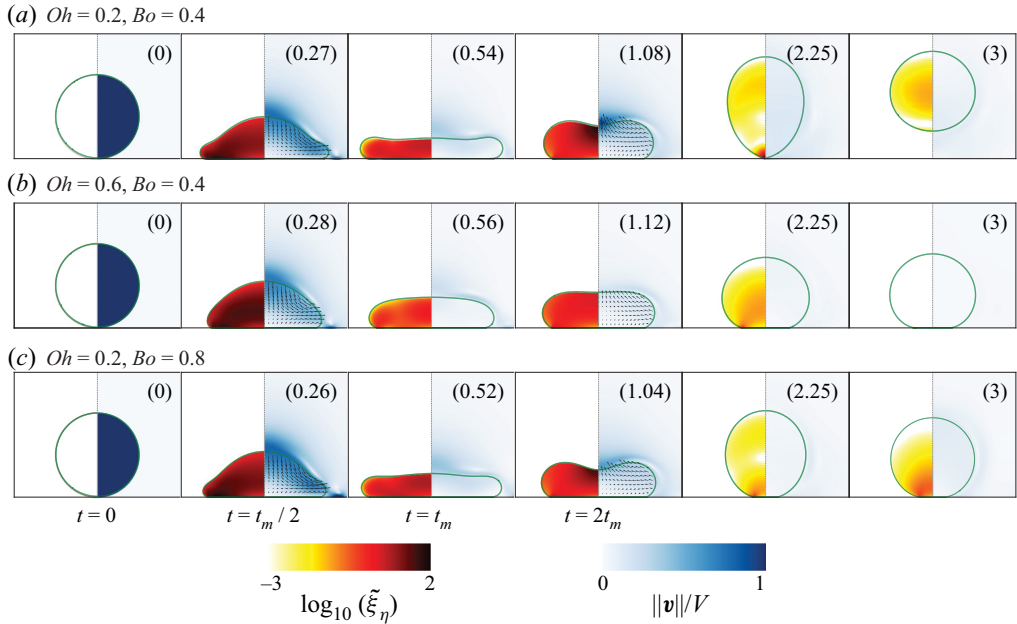 (a) Oh = 0.2, Bo = 0.4
(0) (0.27) (0.54) (1.08) (2.25) (3)
(b) Oh = 0.6, Bo = 0.4
(0) (0.28) (0.56) (1.12) (2.25) (3)
(c) Oh = 0.2, Bo = 0.8
(0) (0.26) (0.52) (1.04) (2.25) (3)
t = 0 t = t_m / 2 t = t_m t = 2t_m
–3 2 0 1
log₁₀ (ξ̃_η) ||v||/V